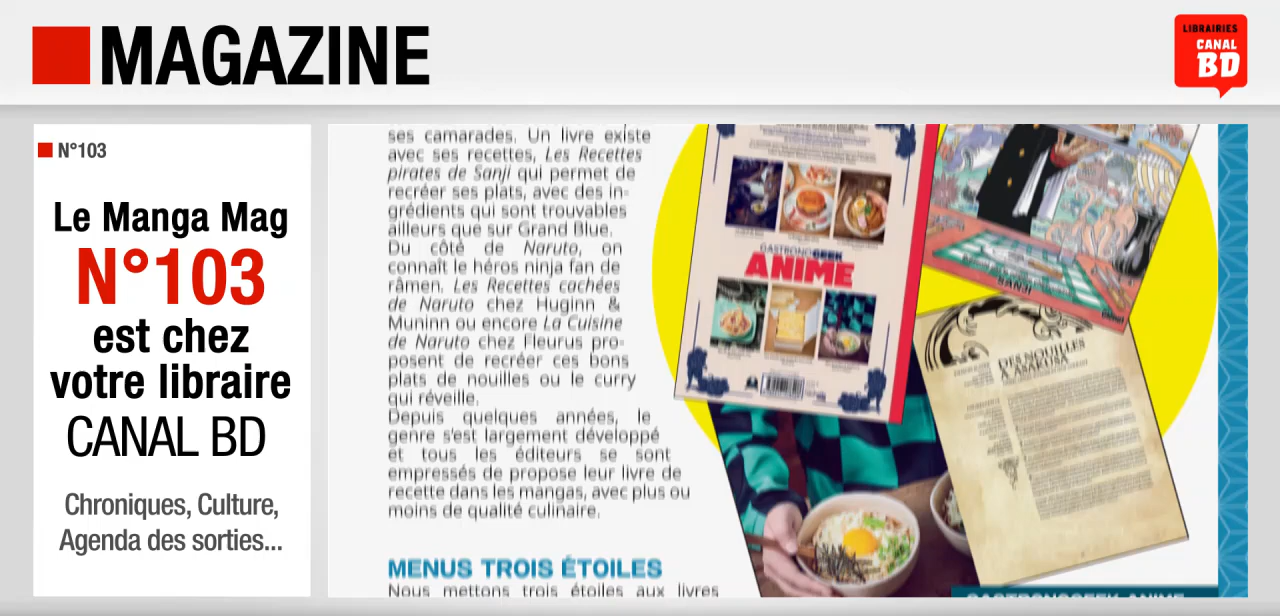 MAGAZINE
LIBRAIRIES
CANAL
BD
N°103
Le Manga Mag
N°103
est chez
votre libraire
CANAL BD
Chroniques, Culture,
Agenda des sorties...
ses camarades. Un livre existe
avec ses recettes, Les Recettes
pirates de Sanji qui permet de
recréer ses plats, avec des in-
grédients qui sont trouvables
ailleurs que sur Grand Blue.
Du côté de Naruto, on
connaît le héros ninja fan de
râmen. Les Recettes cachées
de Naruto chez Huginn &
Muninn ou encore La Cuisine
de Naruto chez Fleurus pro-
posent de recréer ces bons
plats de nouilles ou le curry
qui réveille.
Depuis quelques années, le
genre s'est largement développé
et tous les éditeurs se sont
empressés de propose leur livre de
recette dans les mangas, avec plus ou
moins de qualité culinaire.
MENUS TROIS ÉTOILES
Nous mettons trois étoiles aux livres
GASTRONOGEEK
ANIME
SANJI
DES NOUILLES
À ASAKUSA
GASTRONOGEEK ANIME